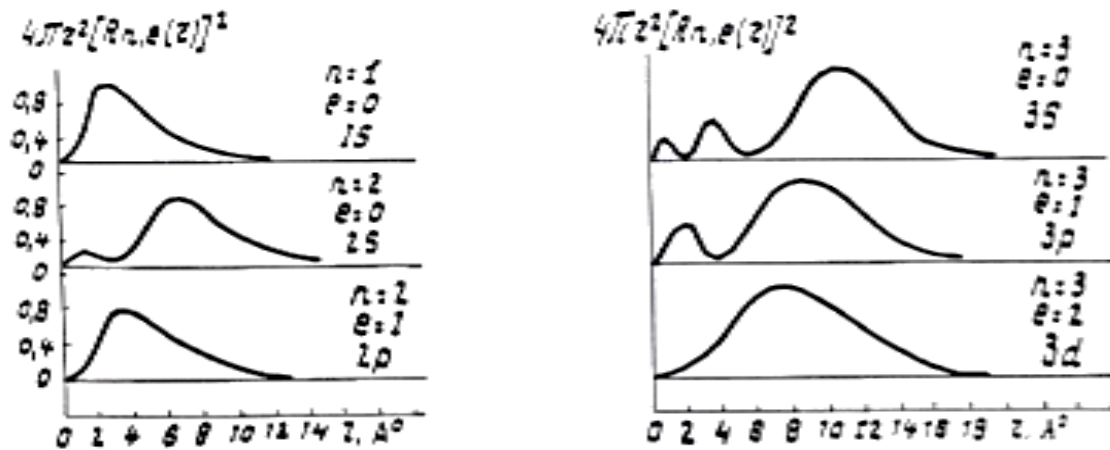 4πr²[Rn,e(r)]²
n=1
e=0
1S
0,8
0,4
0
n=2
e=0
2S
0,8
0,4
0
n=2
e=1
2p
0,8
0,4
0
0 2 4 6 8 10 12 14 r, A°
4πr²[Rn,e(r)]²
n=3
e=0
3S
n=3
e=1
3p
n=3
e=2
3d
0 2 4 6 8 10 12 14 16 18 r, A°